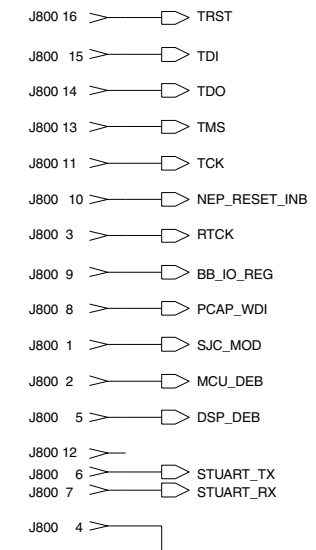 J800 16 TRST
J800 15 TDI
J800 14 TDO
J800 13 TMS
J800 11 TCK
J800 10 NEP_RESET_INB
J800 3 RTCK
J800 9 BB_IO_REG
J800 8 PCAP_WDI
J800 1 SJC_MOD
J800 2 MCU_DEB
J800 5 DSP_DEB
J800 12
J800 6 STUART_TX
J800 7 STUART_RX
J800 4